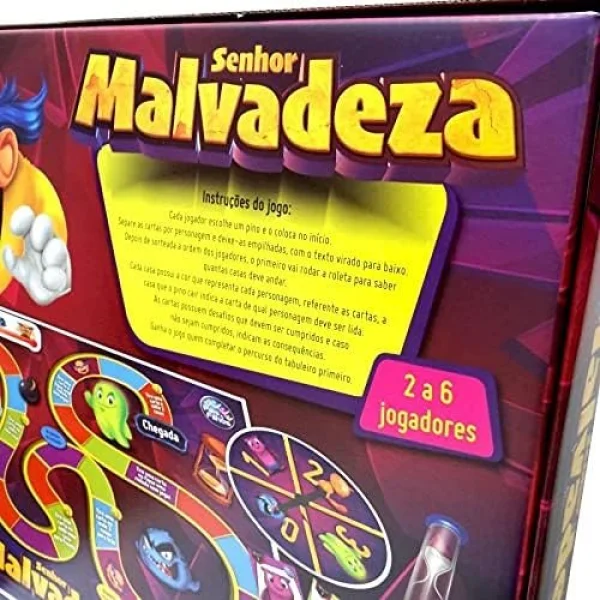 Senhor
Malvadeza
Instruções do jogo:
Cada jogador escolhe um pino e o coloca no início.
Separe as cartas por personagem e deixe-as empilhadas, com o texto virado para baixo.
Depois de sorteada a ordem dos jogadores, o primeiro vai rodar a roleta para saber
quantas casas deve andar.
Cada casa possui a cor que representa cada personagem, referente as cartas, a
casa que o pino cair indica a carta de qual personagem deve ser lida.
As cartas possuem desafios que devem ser cumpridos e caso
não sejam cumpridos, indicam as consequências.
Ganha o jogo quem completar o percurso do tabuleiro primeiro.
2 a 6
jogadores
Chegada
1
2
0
3
Senhor
Malvad